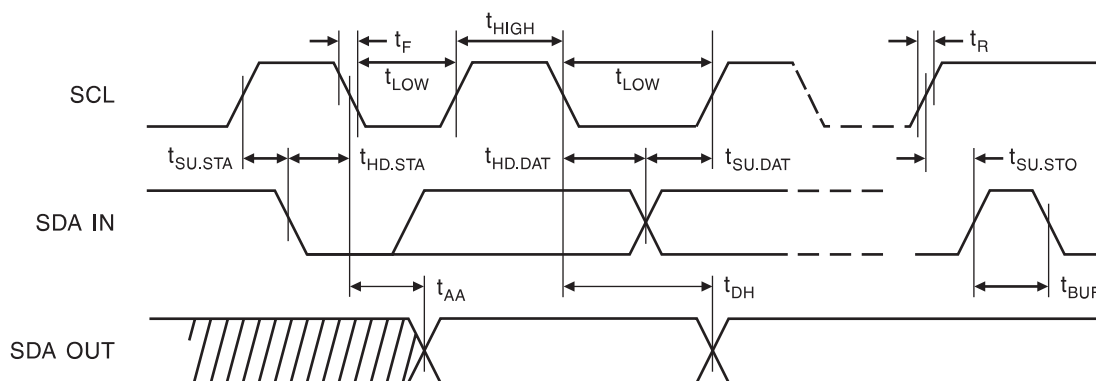 tHIGH
tF
tR
tLOW
tLOW
SCL
tSU.STA
tHD.STA
tHD.DAT
tSU.DAT
tSU.STO
SDA IN
tAA
tDH
tBUF
SDA OUT